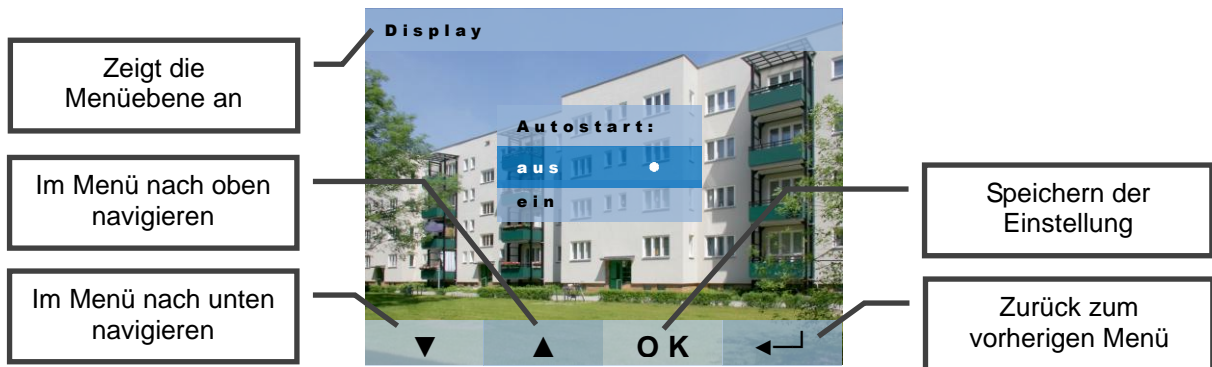 Display
Zeigt die
Menüebene an
Autostart:
aus
ein
Im Menü nach oben
navigieren
Im Menü nach unten
navigieren
Speichern der
Einstellung
Zurück zum
vorherigen Menü
▼ ▲ OK ↵